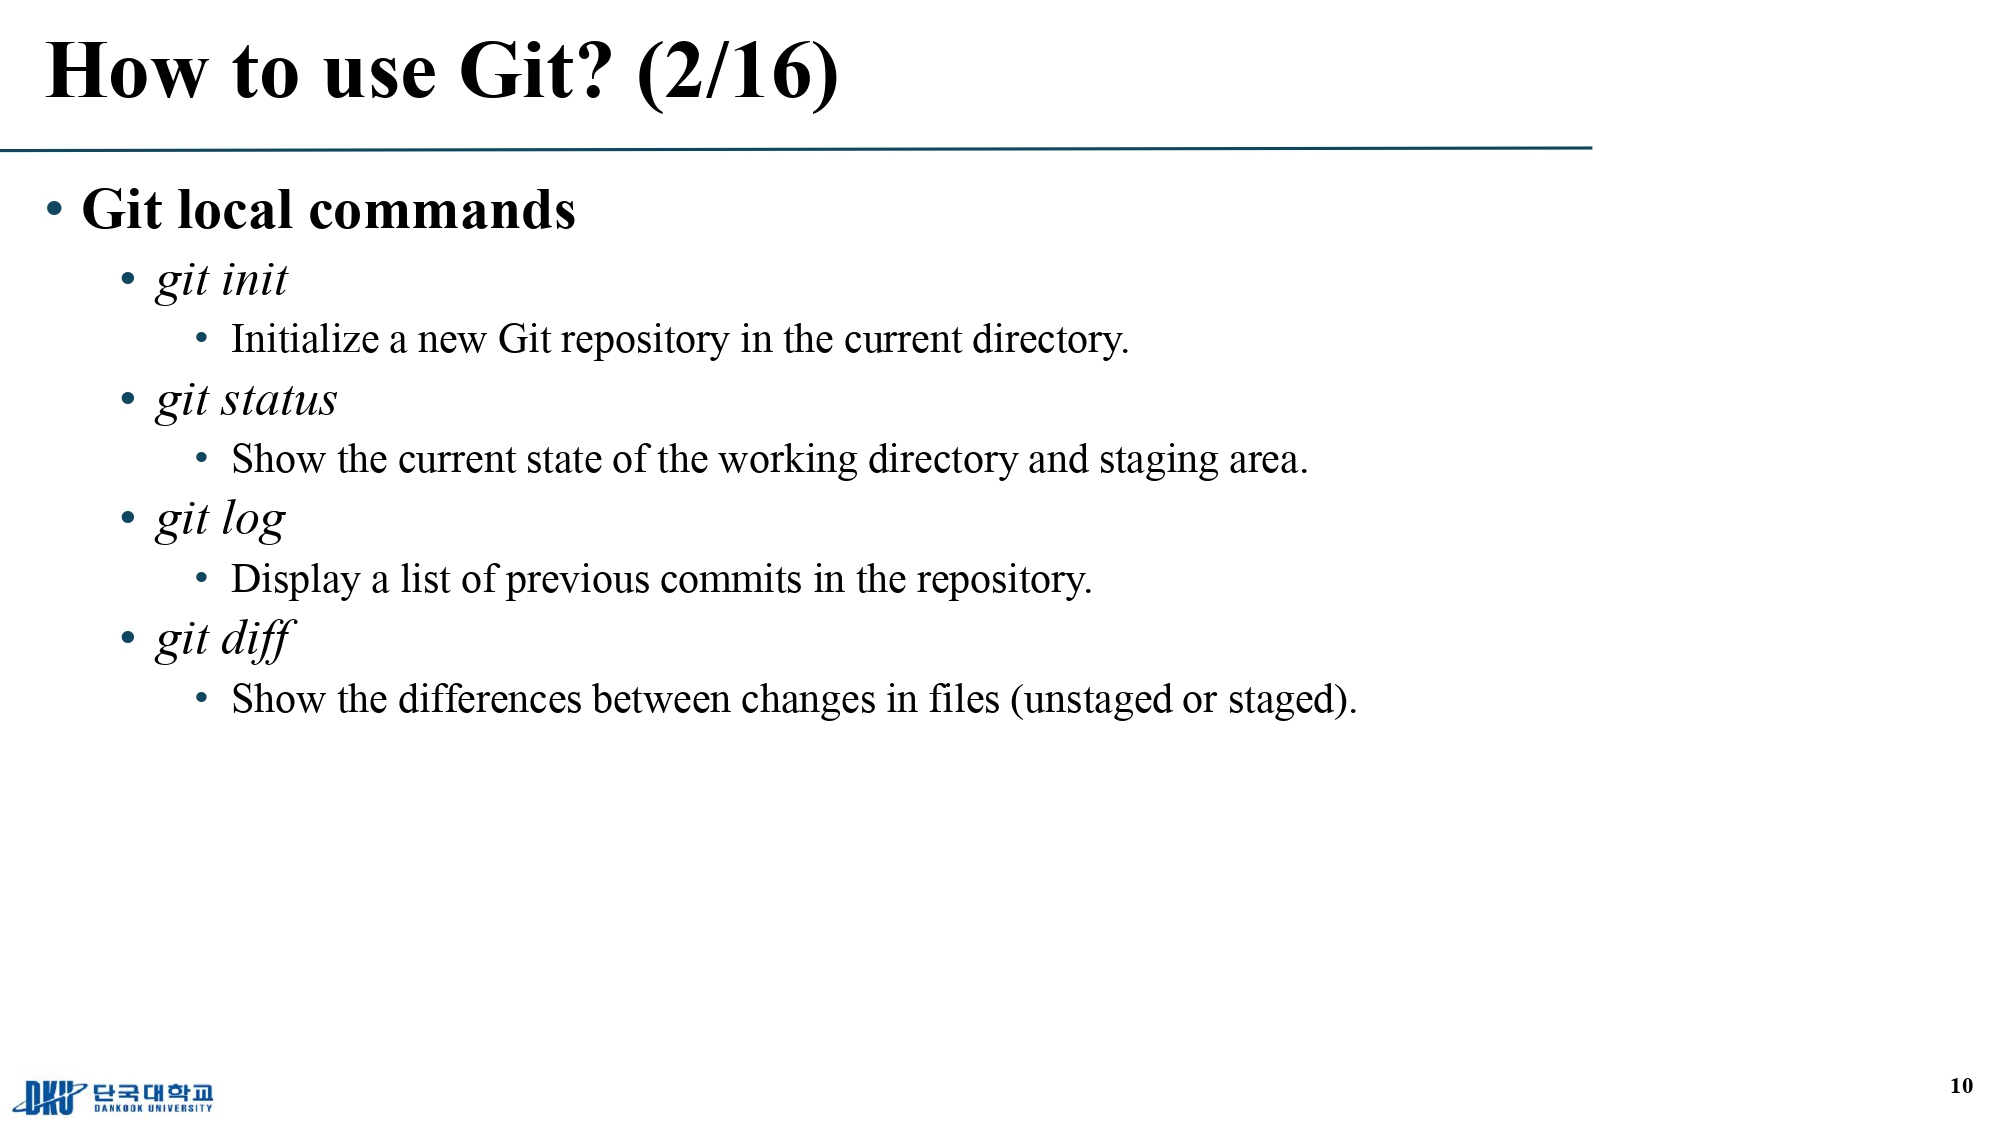 How to use Git? (2/16)
• Git local commands
• git init
• Initialize a new Git repository in the current directory.
• git status
• Show the current state of the working directory and staging area.
• git log
• Display a list of previous commits in the repository.
• git diff
• Show the differences between changes in files (unstaged or staged).
DKU 단국대학교
DANKOOK UNIVERSITY
10